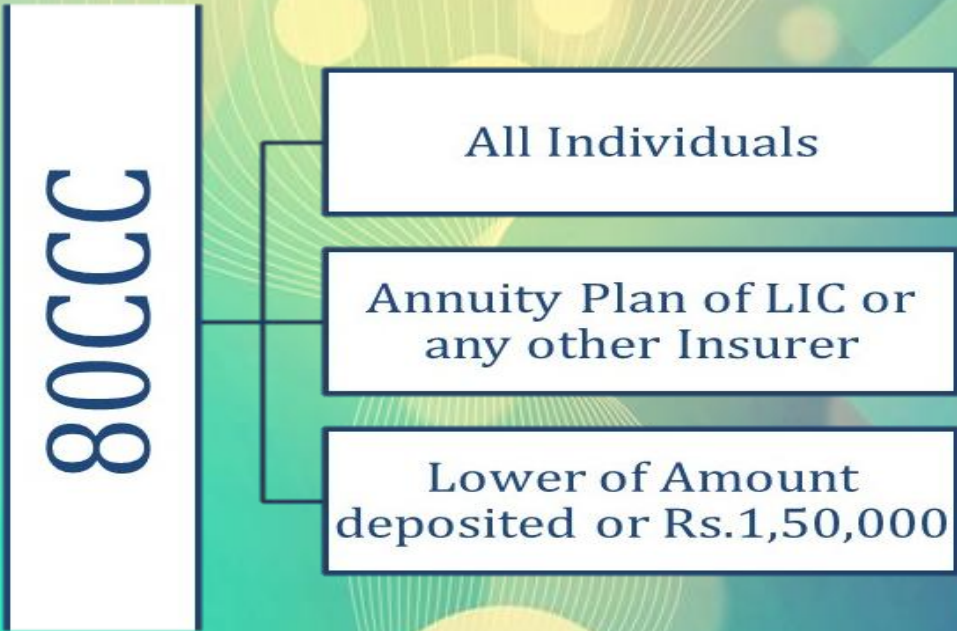 80CCC
All Individuals
Annuity Plan of LIC or
any other Insurer
Lower of Amount
deposited or Rs.1,50,000